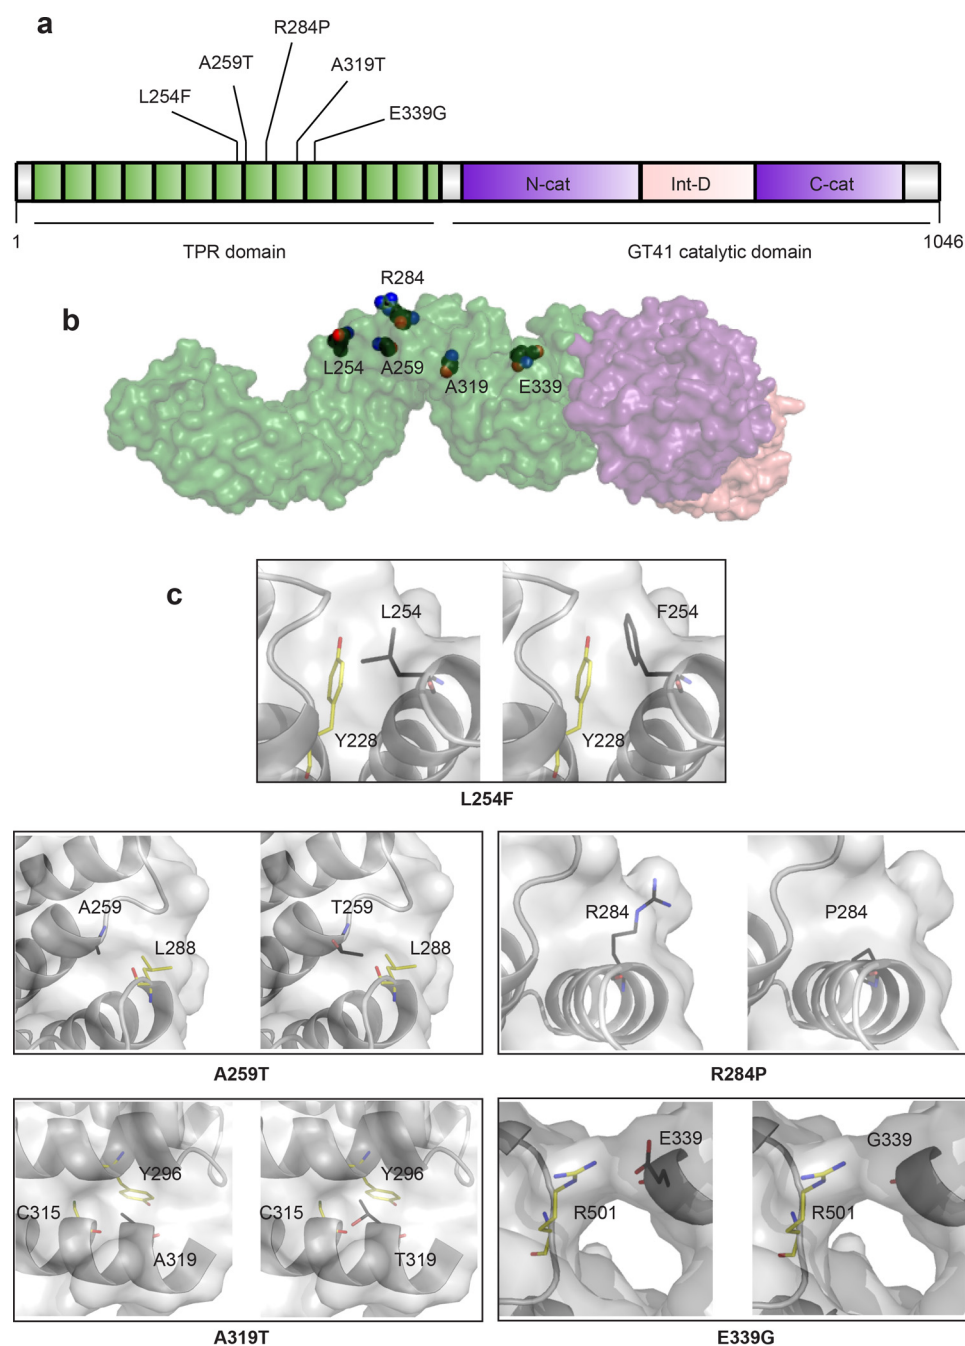 a
R284P
A259T
A319T
L254F
E339G
N-cat
Int-D
C-cat
1
1046
TPR domain
GT41 catalytic domain
b
R284
L254
A259
A319
E339
c
L254
F254
Y228
Y228
L254F
A259
T259
L288
L288
A259T
R284
P284
R284P
Y296
Y296
C315
C315
A319
T319
A319T
E339
G339
R501
R501
E339G